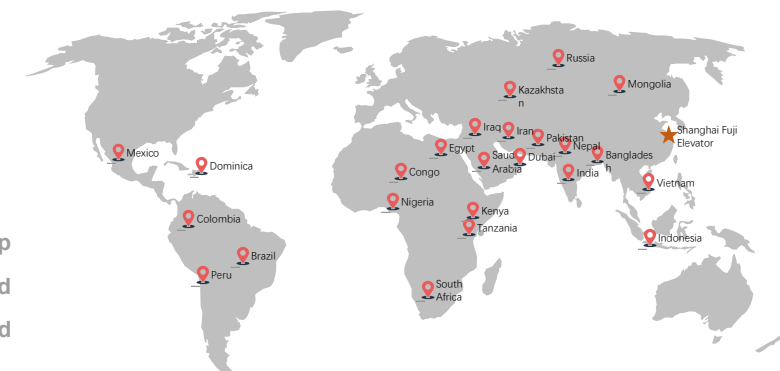 Russia
Mongolia
Kazakhsta
n
Shanghai Fuji
Elevator
Iraq
Iran
Pakistan
Nepal
Egypt
Saudi
Arabia
Dubai
Banglades
h
Mexico
Dominica
Congo
India
Vietnam
Nigeria
Kenya
Colombia
Tanzania
Indonesia
p
Brazil
Peru
d
South
Africa
d